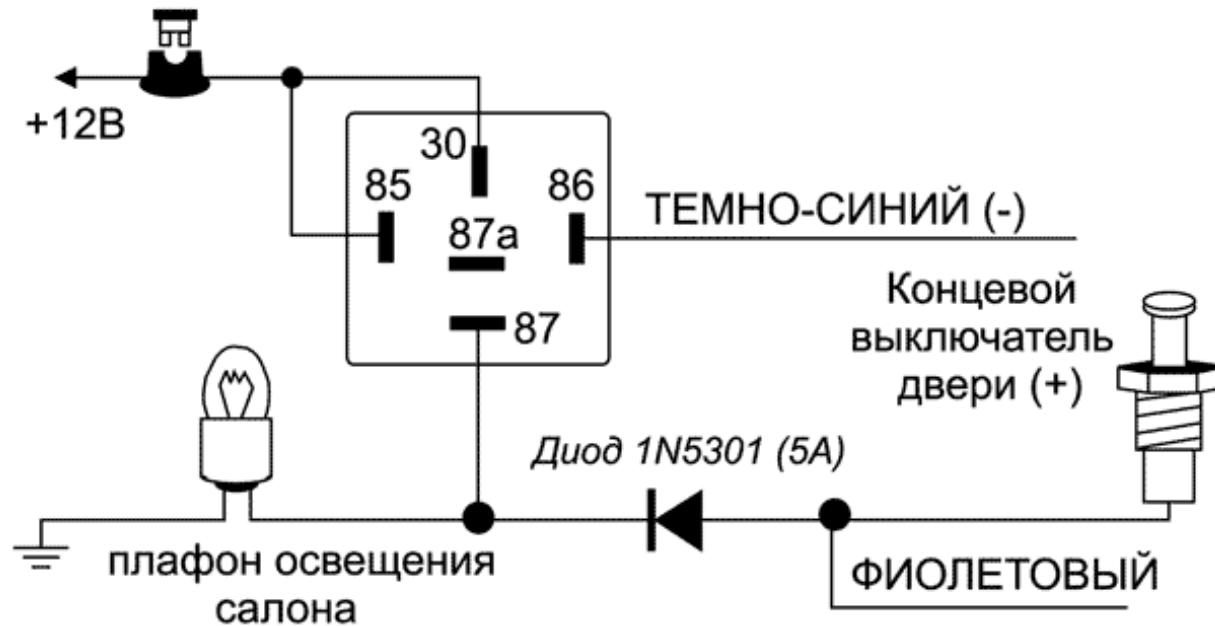 +12В
30
85
86
87а
87
ТЕМНО-СИНИЙ (-)
Концевой
выключатель
двери (+)
Диод 1N5301 (5А)
плафон освещения
салона
ФИОЛЕТОВЫЙ